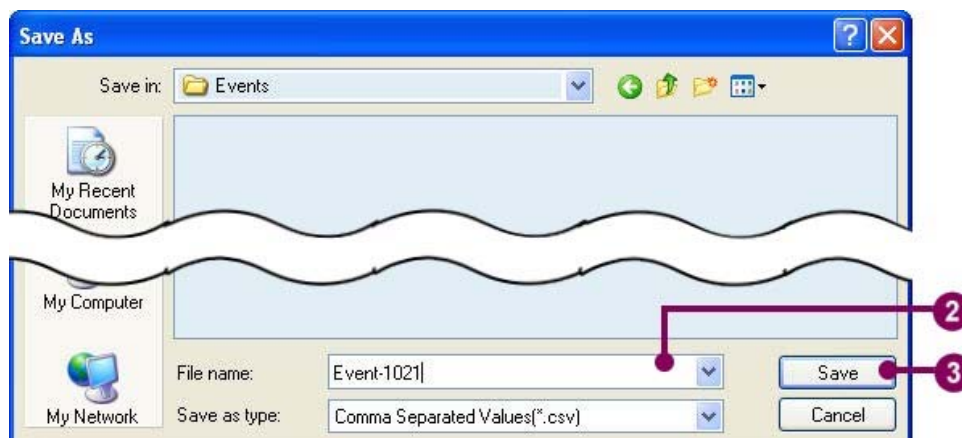 Save As
Save in:
Events
My Recent
Documents
My Computer
2
File name:
Event-1021
Save
3
My Network
Save as type:
Comma Separated Values(*.csv)
Cancel